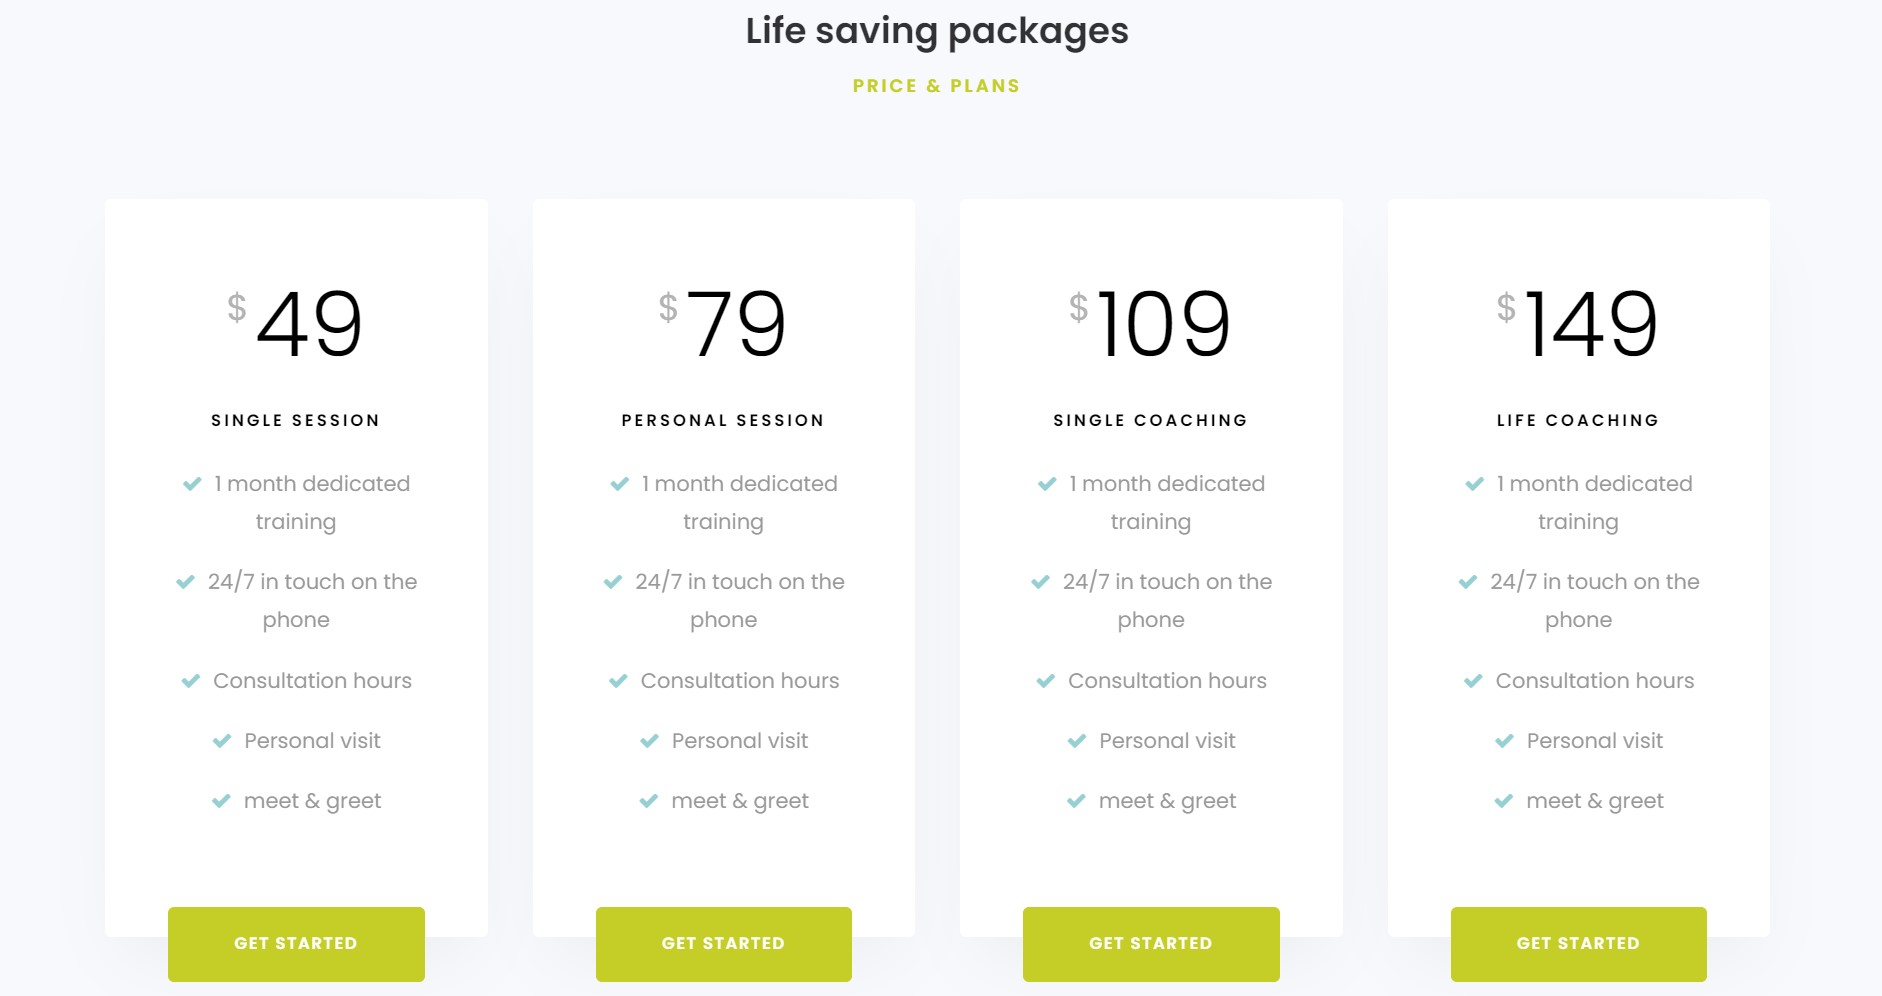 Life saving packages
PRICE & PLANS
$49
SINGLE SESSION
1 month dedicated
training
24/7 in touch on the
phone
Consultation hours
Personal visit
meet & greet
GET STARTED
$79
PERSONAL SESSION
1 month dedicated
training
24/7 in touch on the
phone
Consultation hours
Personal visit
meet & greet
GET STARTED
$109
SINGLE COACHING
1 month dedicated
training
24/7 in touch on the
phone
Consultation hours
Personal visit
meet & greet
GET STARTED
$149
LIFE COACHING
1 month dedicated
training
24/7 in touch on the
phone
Consultation hours
Personal visit
meet & greet
GET STARTED